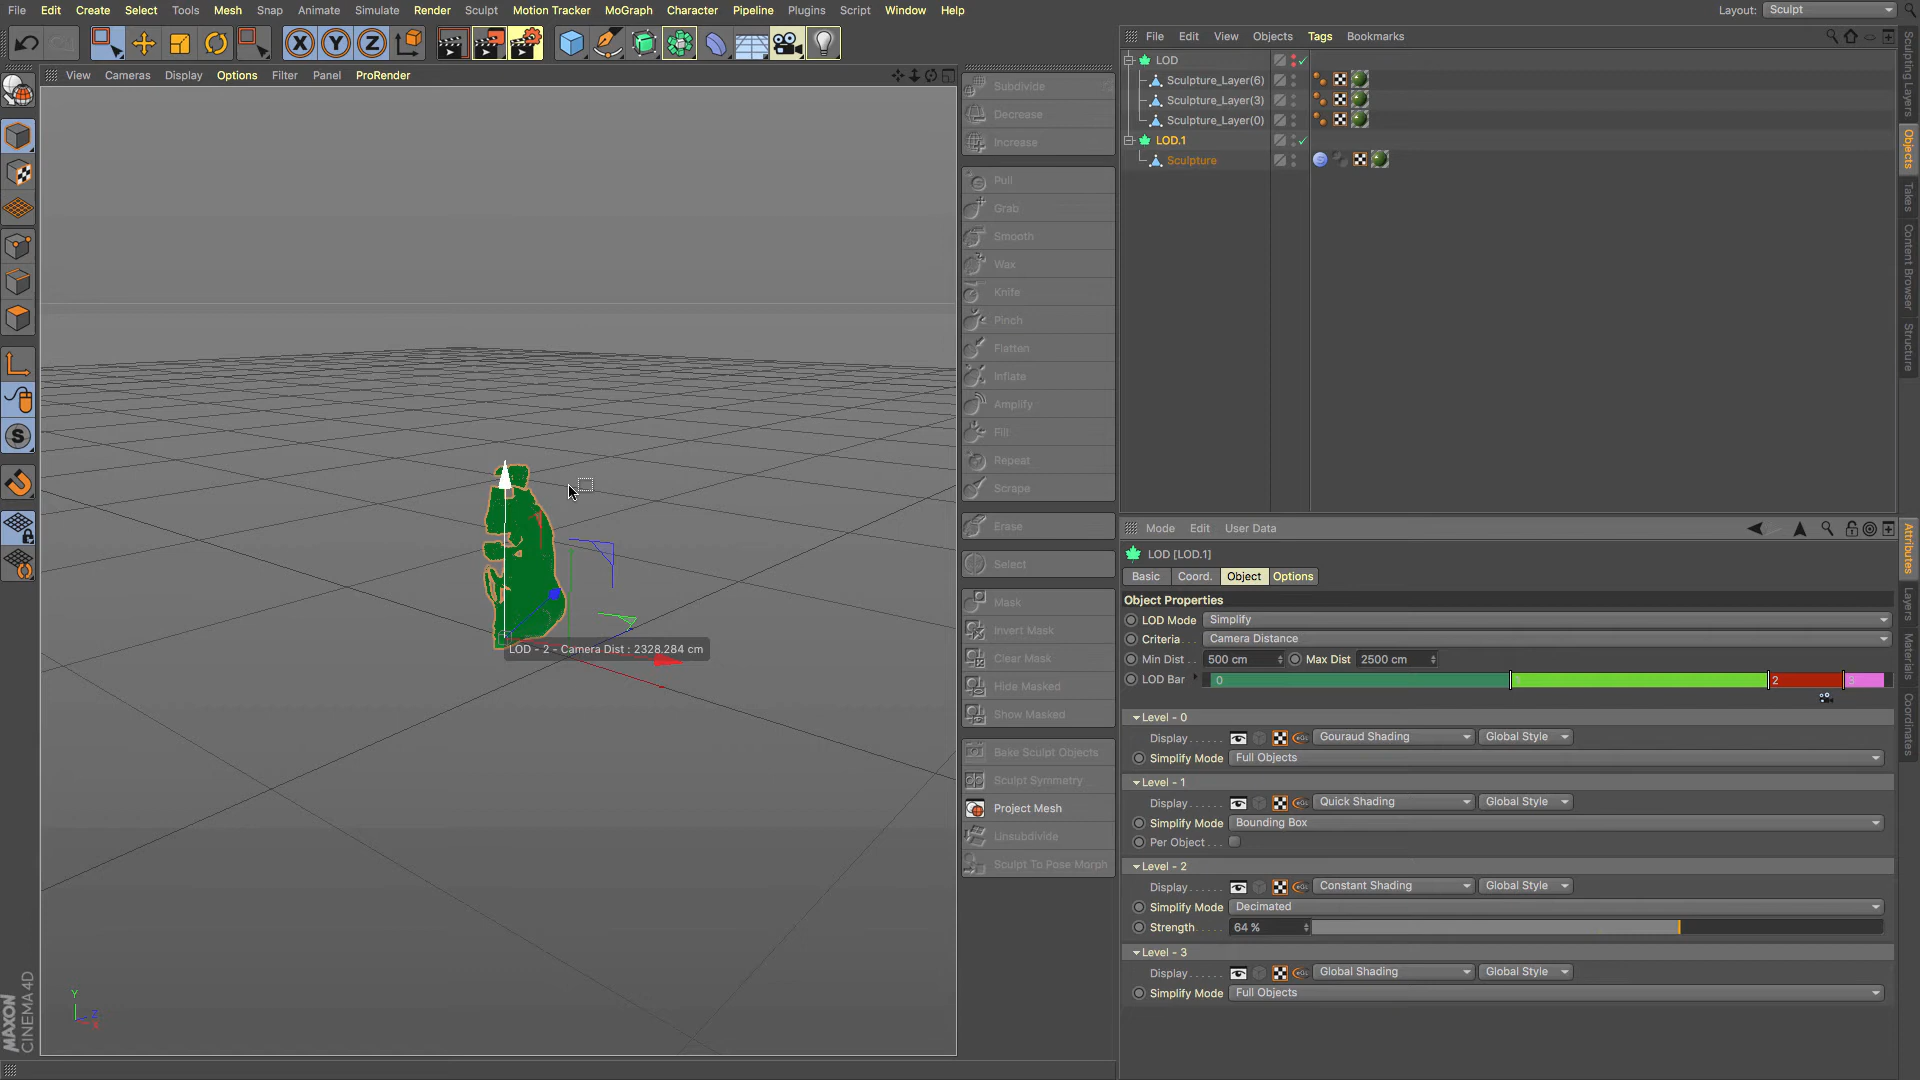 File Edit Create Select Tools Mesh Snap Animate Simulate Render Sculpt Motion Tracker MoGraph Character Pipeline Plugins Script Window Help
Layout: Sculpt
View Cameras Display Options Filter Panel ProRender
File Edit View Objects Tags Bookmarks
LOD
Sculpture_Layer(6)
Sculpture_Layer(3)
Sculpture_Layer(0)
LOD.1
Sculpture
Subdivide
Decrease
Increase
Pull
Grab
Smooth
Wax
Knife
Pinch
Flatten
Inflate
Amplify
Fill
Repeat
Scrape
Erase
Select
Mask
Invert Mask
Clear Mask
Hide Masked
Show Masked
Bake Sculpt Objects
Sculpt Symmetry
Project Mesh
Unsubdivide
Sculpt To Pose Morph
LOD - 2 - Camera Dist : 2328.284 cm
Y
Z
X
MAXON
CINEMA 4D
Mode Edit User Data
LOD [LOD.1]
Basic Coord. Object Options
Object Properties
LOD Mode Simplify
Criteria Camera Distance
Min Dist . . 500 cm Max Dist 2500 cm
LOD Bar 0 1 2 3
Level - 0
Display . . . . . . Gouraud Shading Global Style
Simplify Mode Full Objects
Level - 1
Display . . . . . . Quick Shading Global Style
Simplify Mode Bounding Box
Per Object . . .
Level - 2
Display . . . . . . Constant Shading Global Style
Simplify Mode Decimated
Strength . . . . . 64 %
Level - 3
Display . . . . . . Global Shading Global Style
Simplify Mode Full Objects
Sculpting Layers
Objects
Takes
Content Browser
Structure
Attributes
Layers
Materials
Coordinates